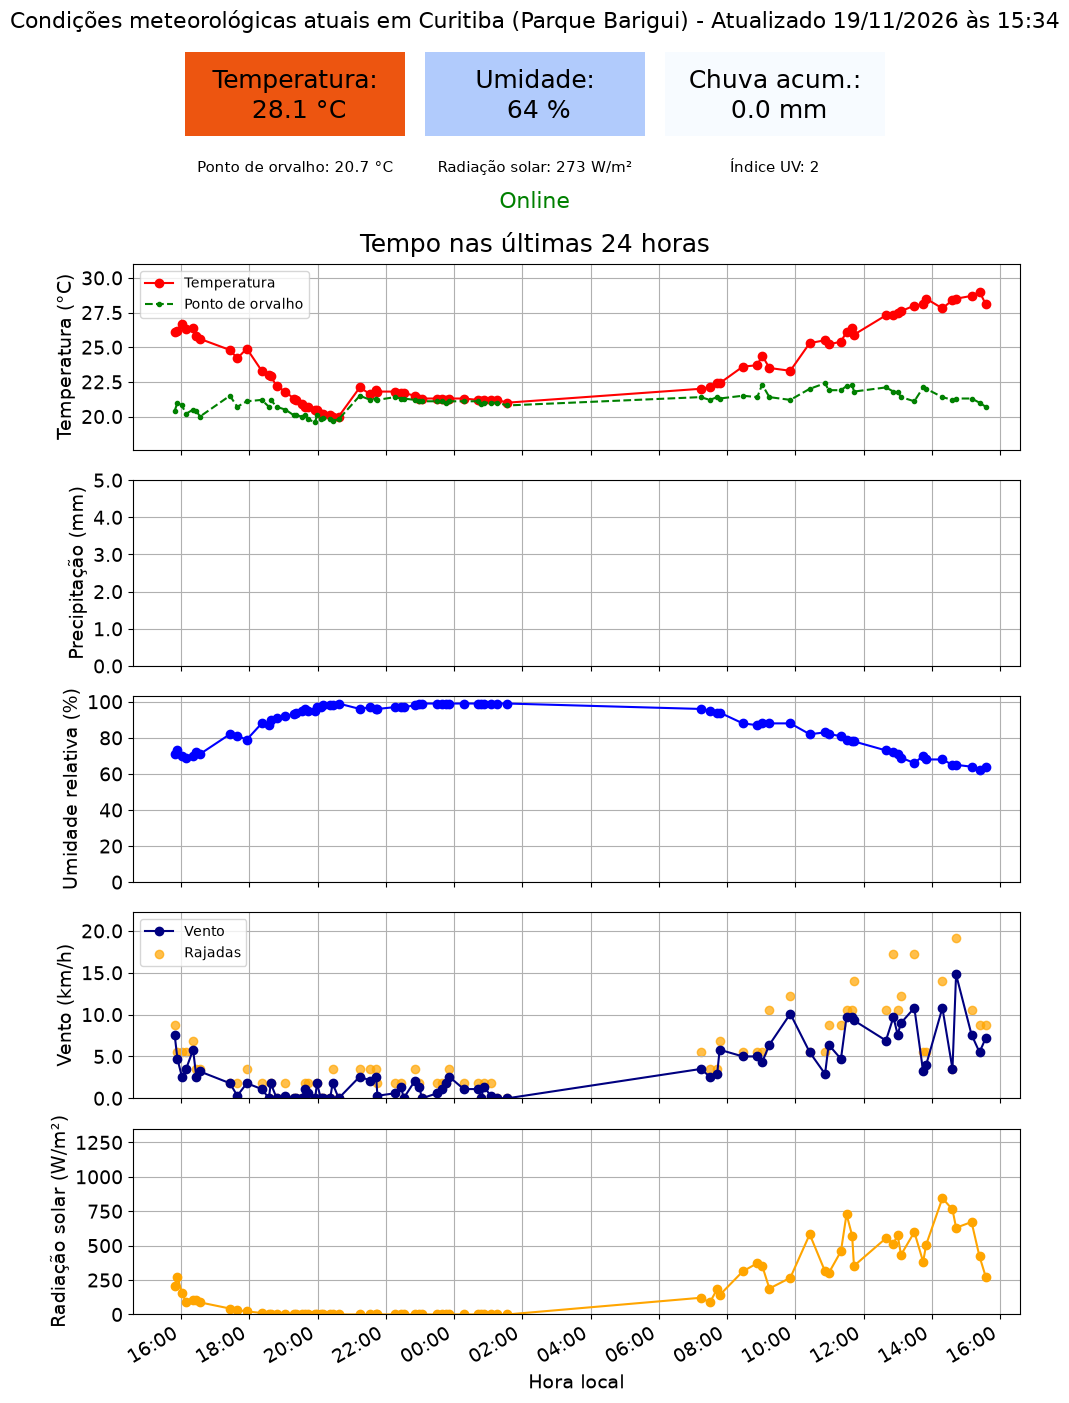 Condições meteorológicas atuais em Curitiba (Parque Barigui) - Atualizado 19/11/2026 às 15:34
Temperatura:
28.1 °C
Umidade:
64 %
Chuva acum.:
0.0 mm
Ponto de orvalho: 20.7 °C
Radiação solar: 273 W/m²
Índice UV: 2
Online
Tempo nas últimas 24 horas
Temperatura (°C)
30.0
27.5
25.0
22.5
20.0
Temperatura
Ponto de orvalho
Precipitação (mm)
5.0
4.0
3.0
2.0
1.0
0.0
Umidade relativa (%)
100
80
60
40
20
0
Vento (km/h)
20.0
15.0
10.0
5.0
0.0
Vento
Rajadas
Radiação solar (W/m²)
1250
1000
750
500
250
0
16:00
18:00
20:00
22:00
00:00
02:00
04:00
06:00
08:00
10:00
12:00
14:00
16:00
Hora local